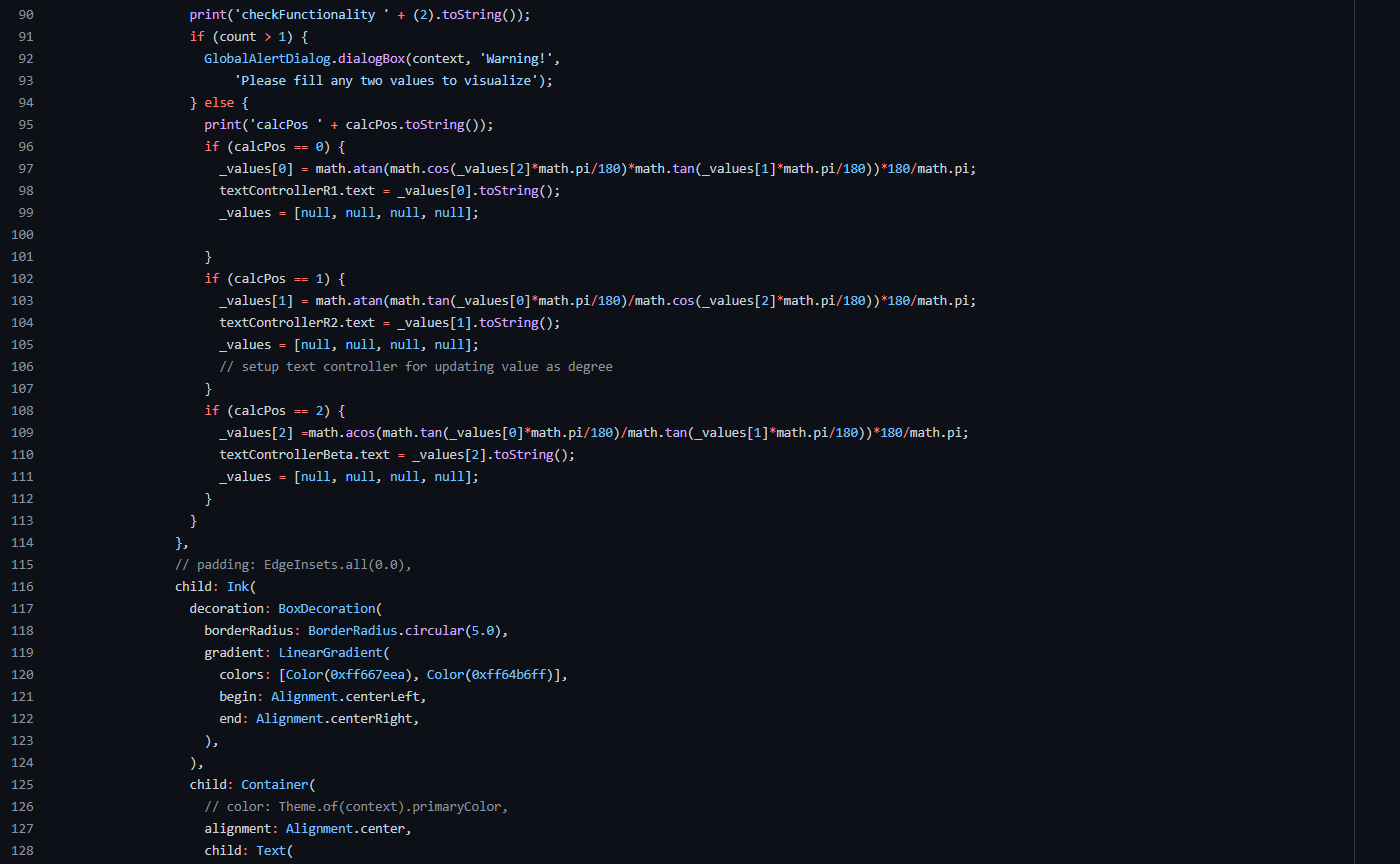 90 print('checkFunctionality ' + (2).toString());
91 if (count > 1) {
92 GlobalAlertDialog.dialogBox(context, 'Warning!',
93 'Please fill any two values to visualize');
94 } else {
95 print('calcPos ' + calcPos.toString());
96 if (calcPos == 0) {
97 _values[0] = math.atan(math.cos(_values[2]*math.pi/180)*math.tan(_values[1]*math.pi/180))*180/math.pi;
98 textControllerR1.text = _values[0].toString();
99 _values = [null, null, null, null];
100
101 }
102 if (calcPos == 1) {
103 _values[1] = math.atan(math.tan(_values[0]*math.pi/180)/math.cos(_values[2]*math.pi/180))*180/math.pi;
104 textControllerR2.text = _values[1].toString();
105 _values = [null, null, null, null];
106 // setup text controller for updating value as degree
107 }
108 if (calcPos == 2) {
109 _values[2] =math.acos(math.tan(_values[0]*math.pi/180)/math.tan(_values[1]*math.pi/180))*180/math.pi;
110 textControllerBeta.text = _values[2].toString();
111 _values = [null, null, null, null];
112 }
113 }
114 },
115 // padding: EdgeInsets.all(0.0),
116 child: Ink(
117 decoration: BoxDecoration(
118 borderRadius: BorderRadius.circular(5.0),
119 gradient: LinearGradient(
120 colors: [Color(0xff667eea), Color(0xff64b6ff)],
121 begin: Alignment.centerLeft,
122 end: Alignment.centerRight,
123 ),
124 ),
125 child: Container(
126 // color: Theme.of(context).primaryColor,
127 alignment: Alignment.center,
128 child: Text(